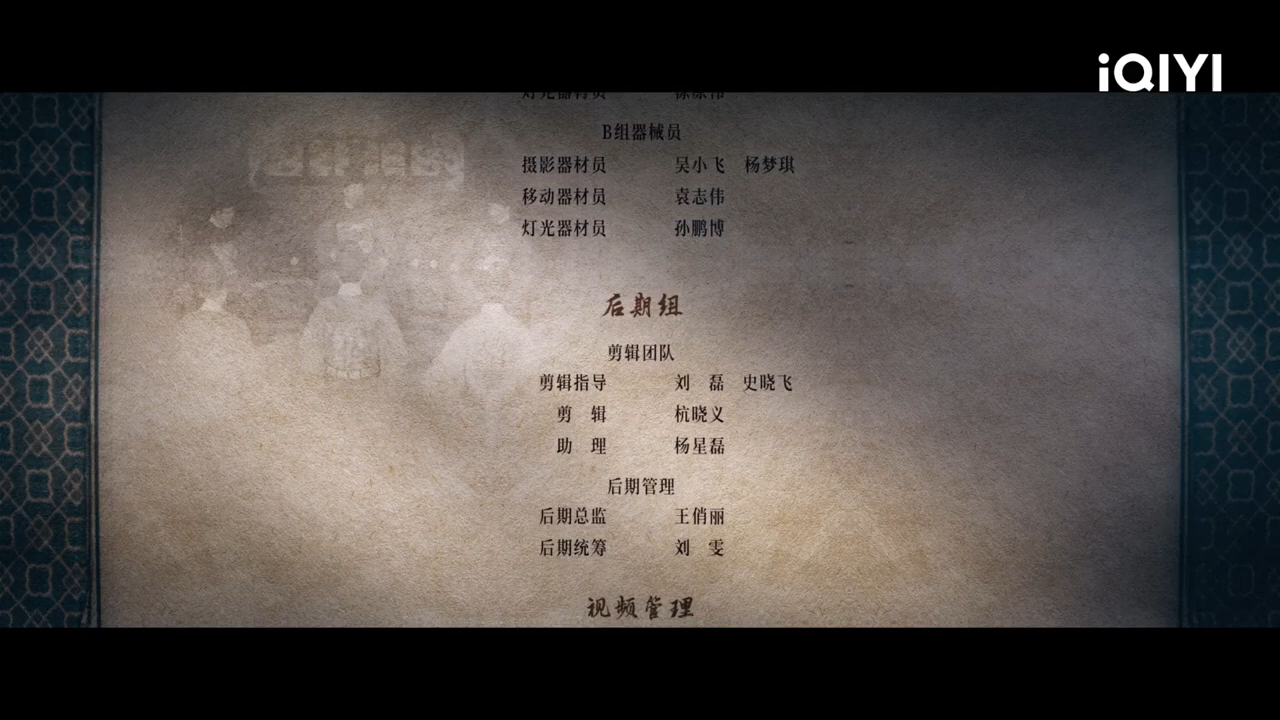 iQIYI
B组器械员
摄影器材员 吴小飞 杨梦琪
移动器材员 袁志伟
灯光器材员 孙鹏博
后期组
剪辑团队
剪辑指导 刘 磊 史晓飞
剪 辑 杭晓义
助 理 杨星磊
后期管理
后期总监 王俏丽
后期统筹 刘 雯
视频管理